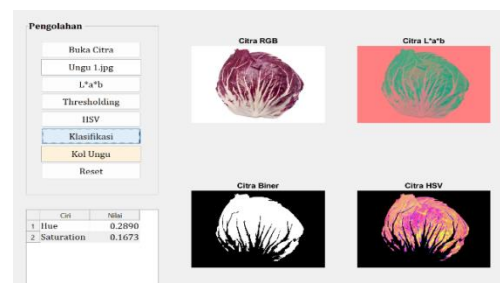 Pengolahan
Buka Citra
Ungu 1.jpg
L*a*b
Thresholding
HSV
Klasifikasi
Kol Ungu
Reset
Ciri Nilai
1 Hue 0.2890
2 Saturation 0.1673
Citra RGB
Citra L*a*b
Citra Biner
Citra HSV